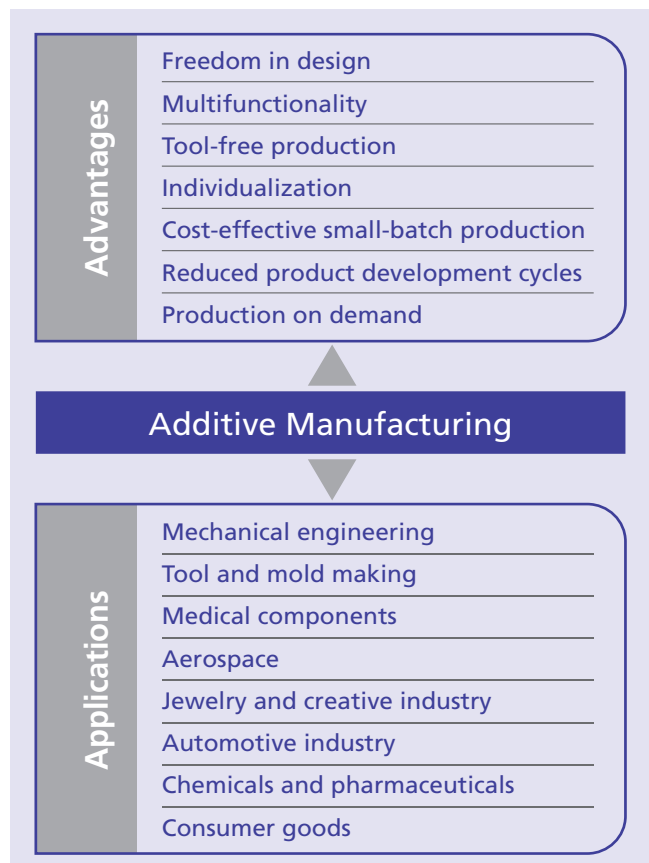 Advantages
Freedom in design
Multifunctionality
Tool-free production
Individualization
Cost-effective small-batch production
Reduced product development cycles
Production on demand
Additive Manufacturing
Applications
Mechanical engineering
Tool and mold making
Medical components
Aerospace
Jewelry and creative industry
Automotive industry
Chemicals and pharmaceuticals
Consumer goods